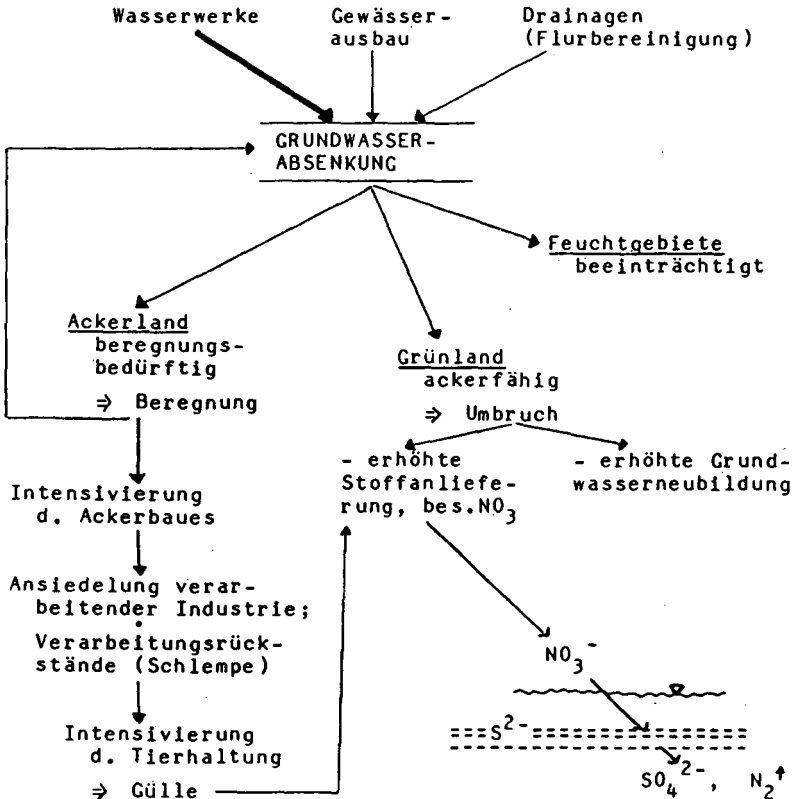 Wasserwerke
Gewässer-
ausbau
Drainagen
(Flurbereinigung)
GRUNDWASSER-
ABSENKUNG
Feuchtgebiete
beeinträchtigt
Ackerland
beregnungs-
bedürftig
⇒ Beregnung
Grünland
ackerfähig
⇒ Umbruch
- erhöhte
Stoffanliefe-
rung, bes.NO₃
- erhöhte Grund-
wasserneubildung
Intensivierung
d. Ackerbaues
Ansiedelung verar-
beitender Industrie;
Verarbeitungsrück-
stände (Schlempe)
Intensivierung
d. Tierhaltung
⇒ Gülle
NO₃⁻
S²⁻
SO₄²⁻, N₂↑